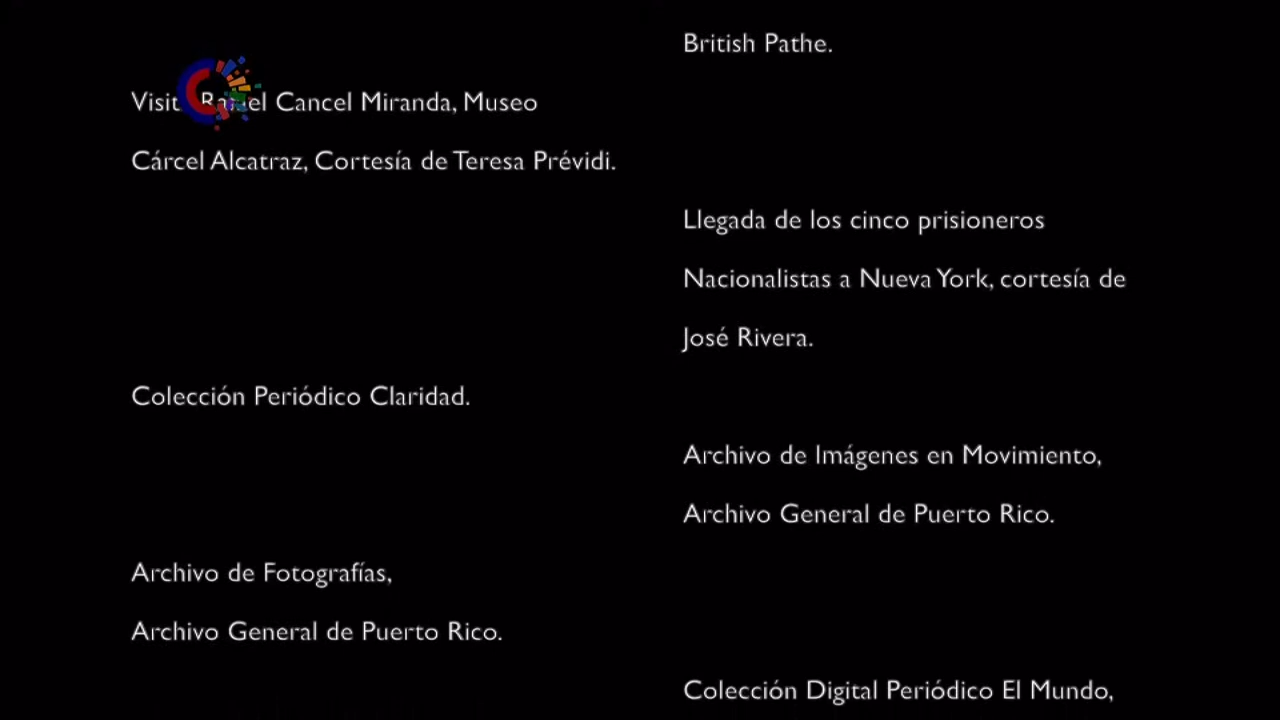 British Pathe.
Visita Rafael Cancel Miranda, Museo
Cárcel Alcatraz, Cortesía de Teresa Prévidi.
Llegada de los cinco prisioneros
Nacionalistas a Nueva York, cortesía de
José Rivera.
Colección Periódico Claridad.
Archivo de Imágenes en Movimiento,
Archivo General de Puerto Rico.
Archivo de Fotografías,
Archivo General de Puerto Rico.
Colección Digital Periódico El Mundo,